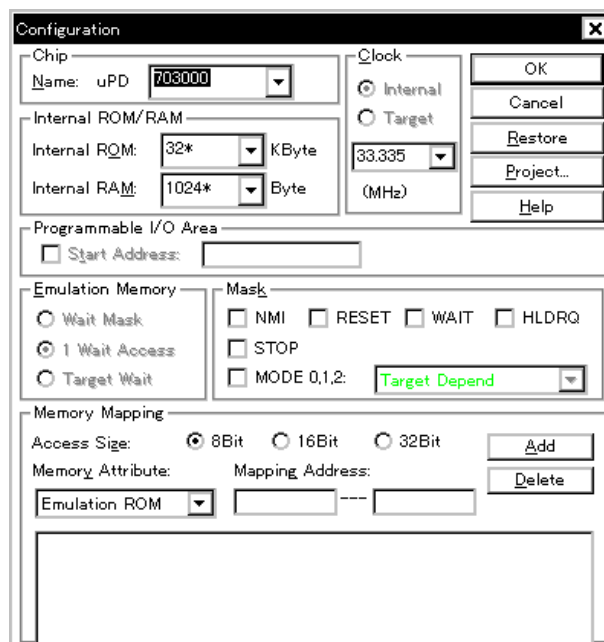 Configuration
Chip
Name: uPD 703000
Clock
Internal
Target
33.335
(MHz)
OK
Cancel
Restore
Project...
Help
Internal ROM/RAM
Internal ROM: 32* KByte
Internal RAM: 1024* Byte
Programmable I/O Area
Start Address:
Emulation Memory
Wait Mask
1 Wait Access
Target Wait
Mask
NMI RESET WAIT HLDRQ
STOP
MODE 0,1,2: Target Depend
Memory Mapping
Access Size: 8Bit 16Bit 32Bit
Add
Memory Attribute: Mapping Address:
Delete
Emulation ROM ---